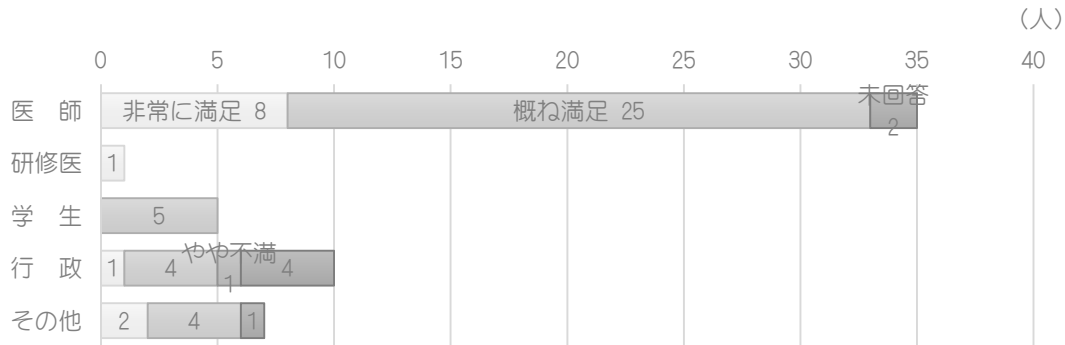 （人）
0 5 10 15 20 25 30 35 40
医　師 非常に満足 8 概ね満足 25 未回答 2
研修医 1
学　生 5
行　政 1 4 やや不満 1 4
その他 2 4 1